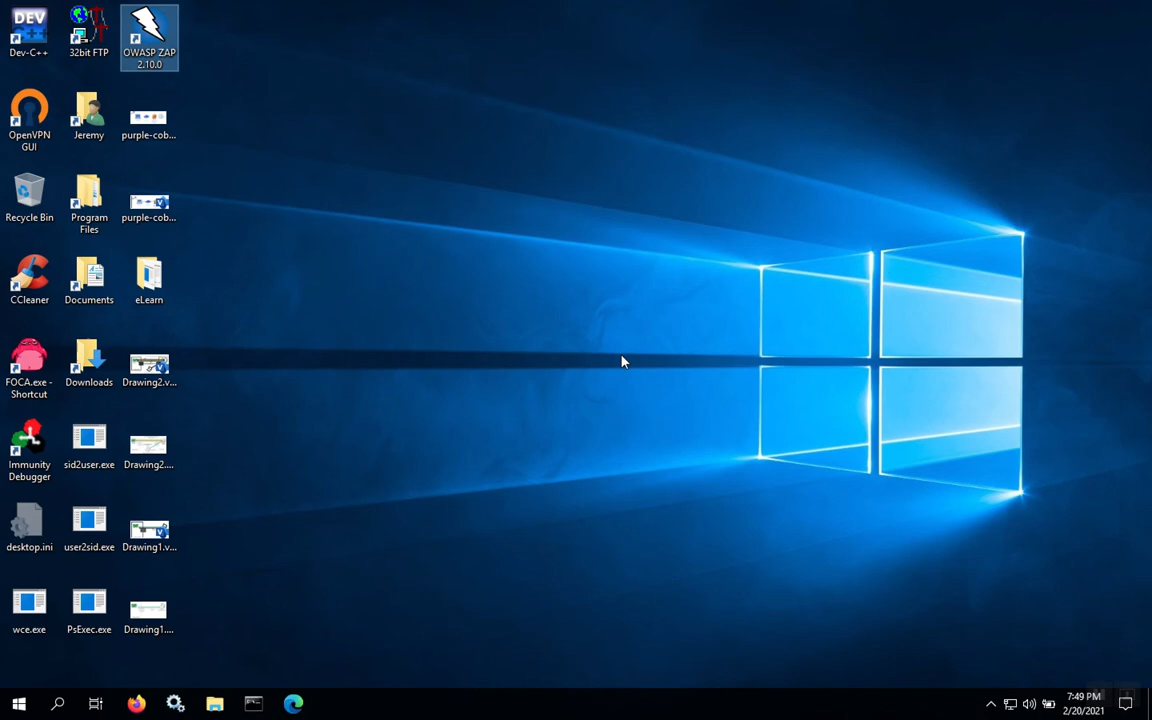 DEV
C++
Dev-C++
32bit FTP
OWASP ZAP
2.10.0
OpenVPN
GUI
Jeremy
purple-cob...
Recycle Bin
Program
Files
purple-cob...
CCleaner
Documents
eLearn
FOCA.exe -
Shortcut
Downloads
Drawing2.v...
Immunity
Debugger
sid2user.exe
Drawing2....
desktop.ini
user2sid.exe
Drawing1.v...
wce.exe
PsExec.exe
Drawing1....
7:49 PM
2/20/2021